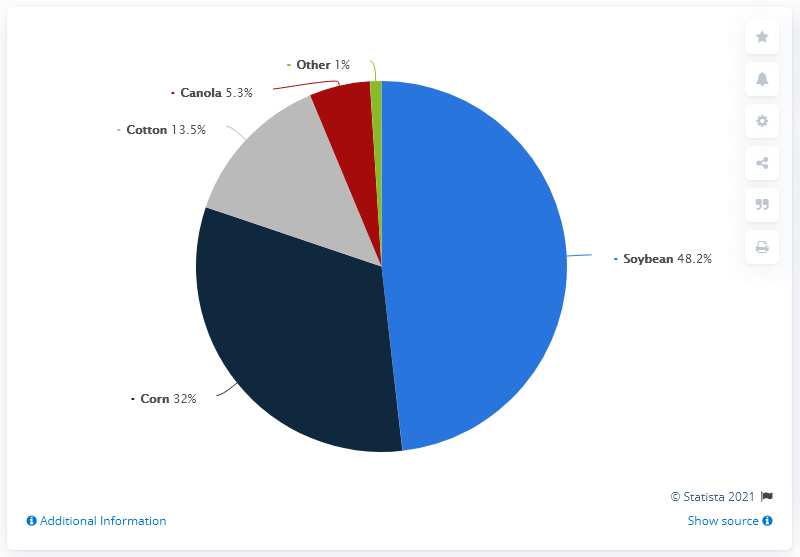 Other 1%
Canola 5.3%
Cotton 13.5%
Soybean 48.2%
Corn 32%
© Statista 2021
Additional Information
Show source